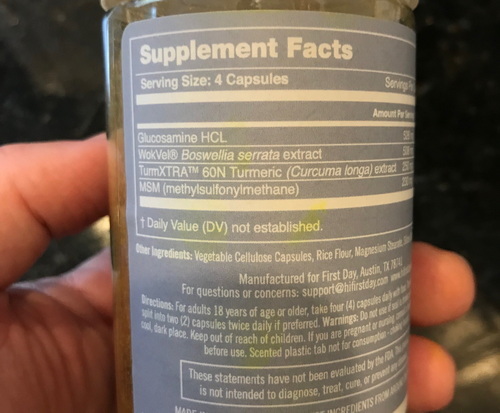 Supplement Facts
Serving Size: 4 Capsules Servings
Amount Per
Glucosamine HCL
WokVel® Boswellia serrata extract
TurmXTRA™ 60N Turmeric (Curcuma longa) extract
MSM (methylsulfonylmethane)
† Daily Value (DV) not established.
Other Ingredients: Vegetable Cellulose Capsules, Rice Flour, Magnesium
Manufactured for First Day, Austin, TX
For questions or concerns: support@hifirstday.com
Directions: For adults 18 years of age or older, take four (4) capsules daily
split into two (2) capsules twice daily if preferred. Warnings: Do not use if
cool, dark place. Keep out of reach of children. If you are pregnant or nursing
before use. Scented plastic tab not for consumption
These statements have not been evaluated by the FDA.
is not intended to diagnose, treat, cure, or prevent
INGREDIENTS FROM